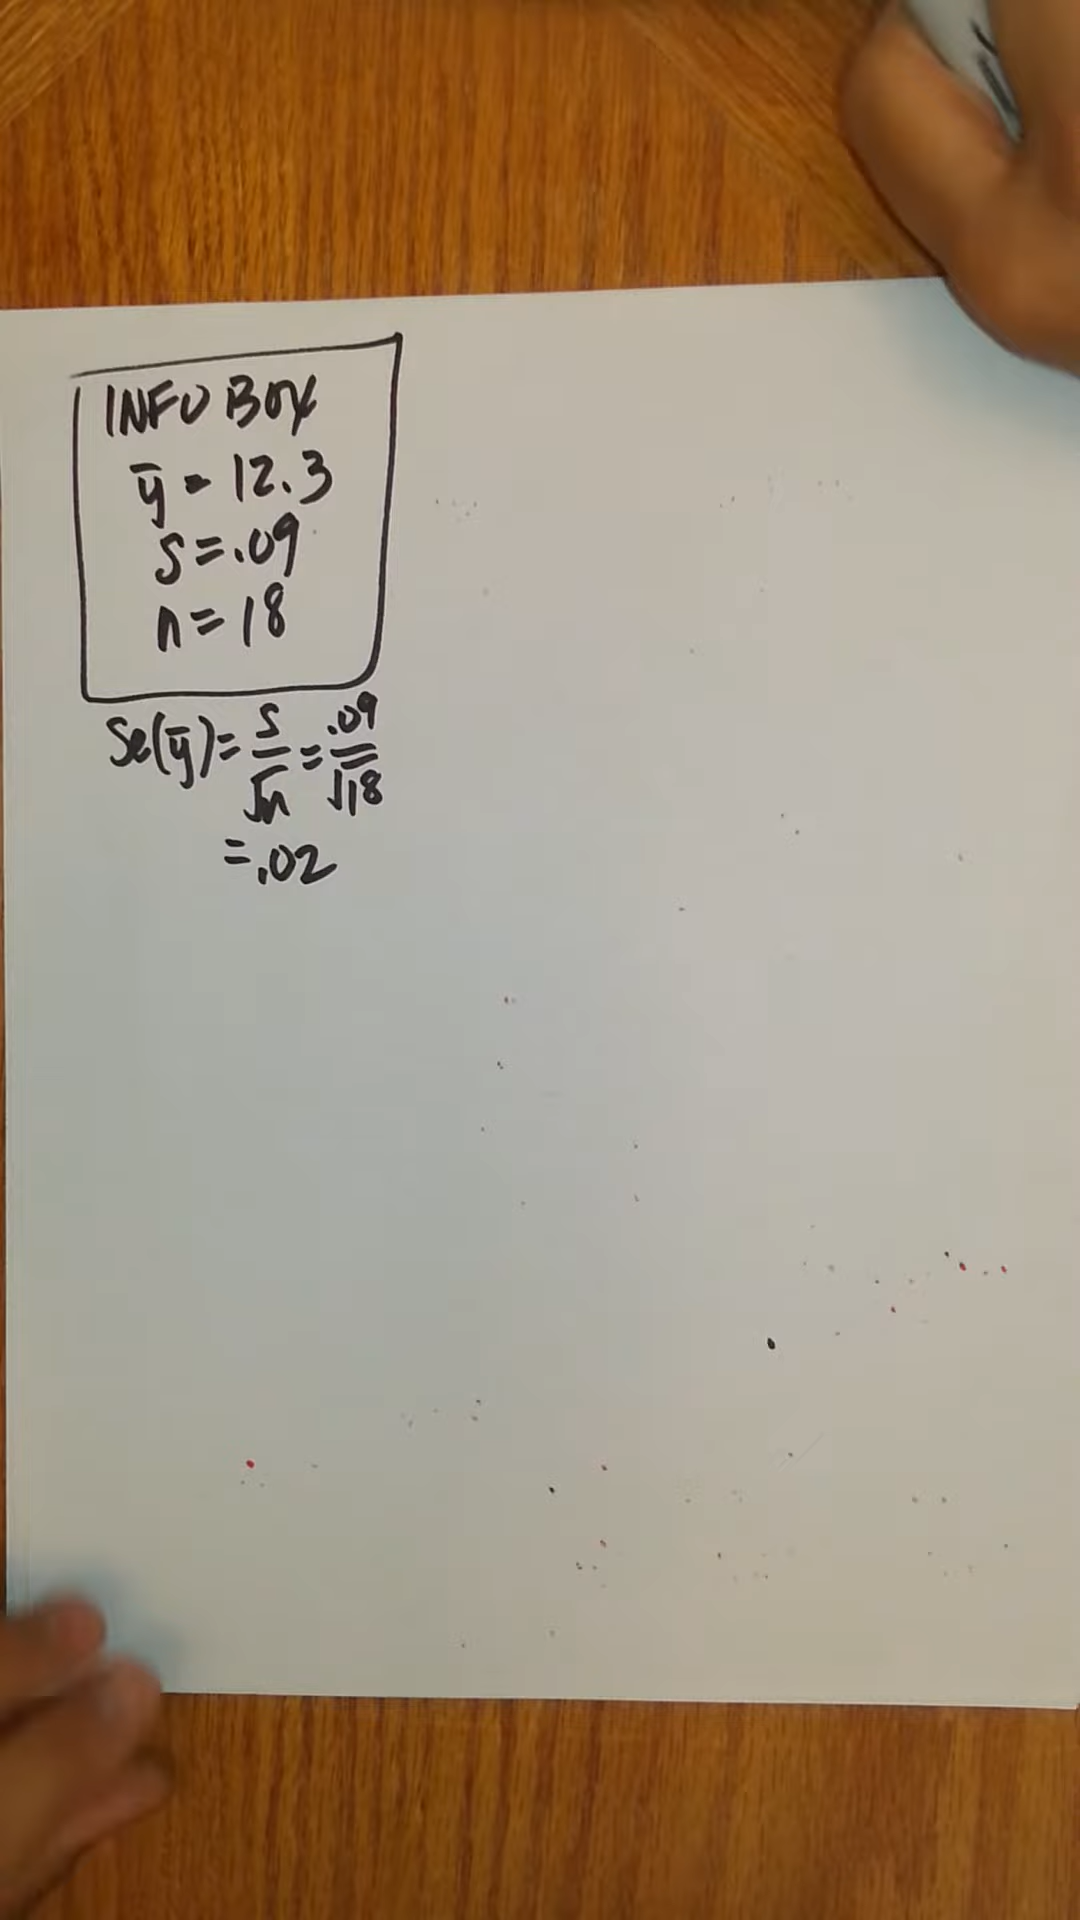 INFO BOX
ȳ = 12.3
S = .09
n = 18
Se(ȳ) = S/√n = .09/√18
= .02